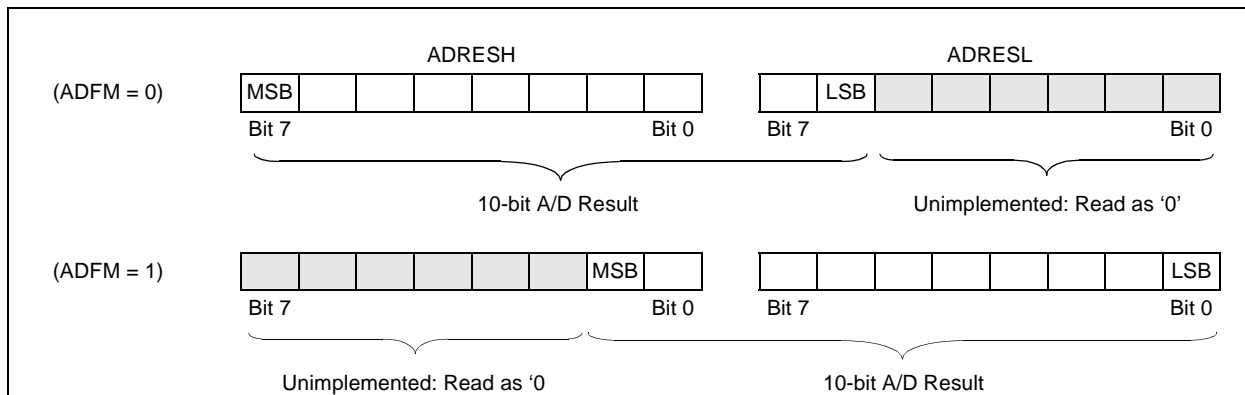 ADRESH ADRESL
(ADFM = 0) MSB LSB
Bit 7 Bit 0 Bit 7 Bit 0
10-bit A/D Result Unimplemented: Read as ‘0’
(ADFM = 1) MSB LSB
Bit 7 Bit 0 Bit 7 Bit 0
Unimplemented: Read as ‘0 10-bit A/D Result